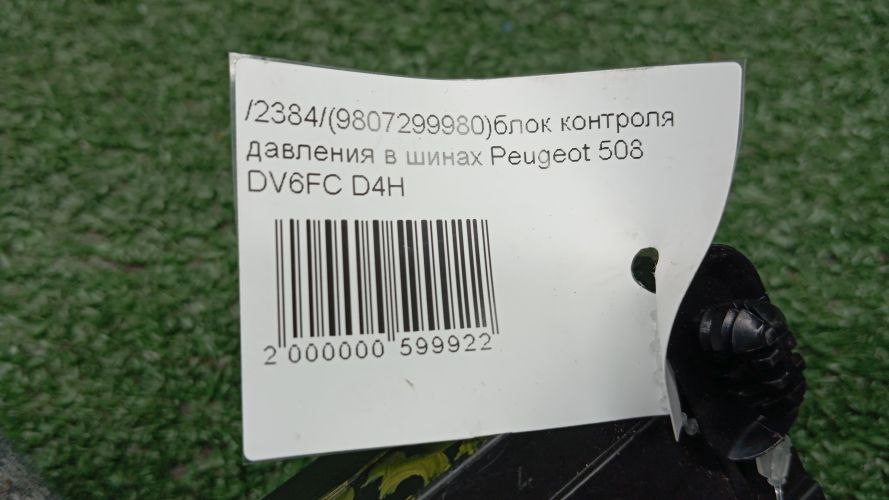 /2384/(9807299980)блок контроля
давления в шинах Peugeot 508
DV6FC D4H
2 000000 599922